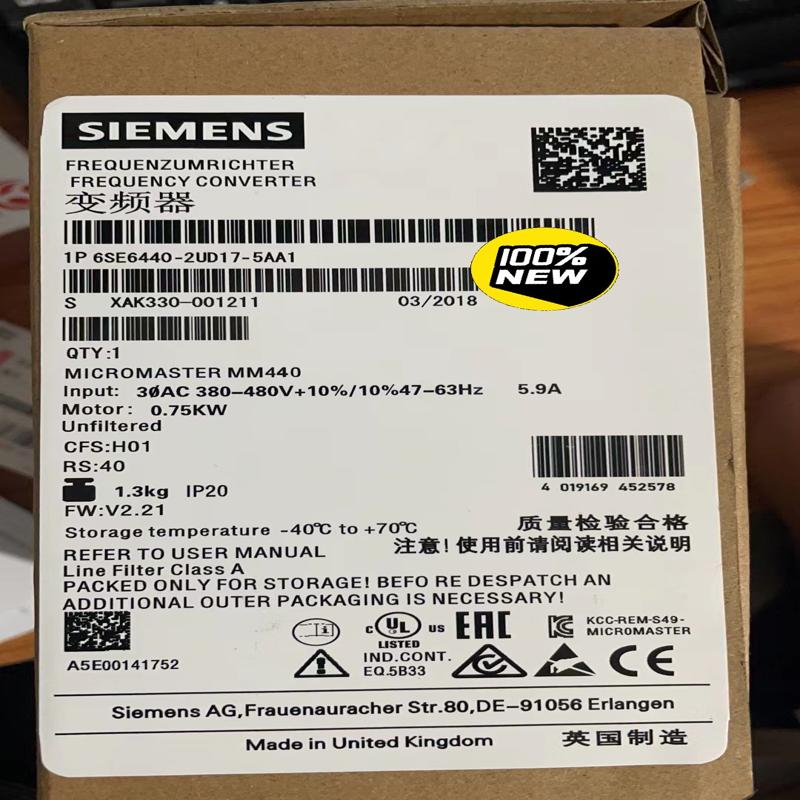 SIEMENS
FREQUENZUMRICHTER
FREQUENCY CONVERTER
变频器
1P 6SE6440-2UD17-5AA1
100%
NEW
S XAK330-001211 03/2018
QTY:1
MICROMASTER MM440
Input: 3ØAC 380-480V+10%/10%47-63Hz 5.9A
Motor: 0.75KW
Unfiltered
CFS:H01
RS:40
1.3kg IP20
4 019169 452578
FW:V2.21
Storage temperature -40℃ to +70℃
质量检验合格
REFER TO USER MANUAL
注意!使用前请阅读相关说明
Line Filter Class A
PACKED ONLY FOR STORAGE! BEFO RE DESPATCH AN
ADDITIONAL OUTER PACKAGING IS NECESSARY!
c UL us
LISTED
IND.CONT.
EQ.5B33
EAC
KCC-REM-S49-
MICROMASTER
CE
A5E00141752
Siemens AG,Frauenauracher Str.80,DE-91056 Erlangen
Made in United Kingdom 英国制造